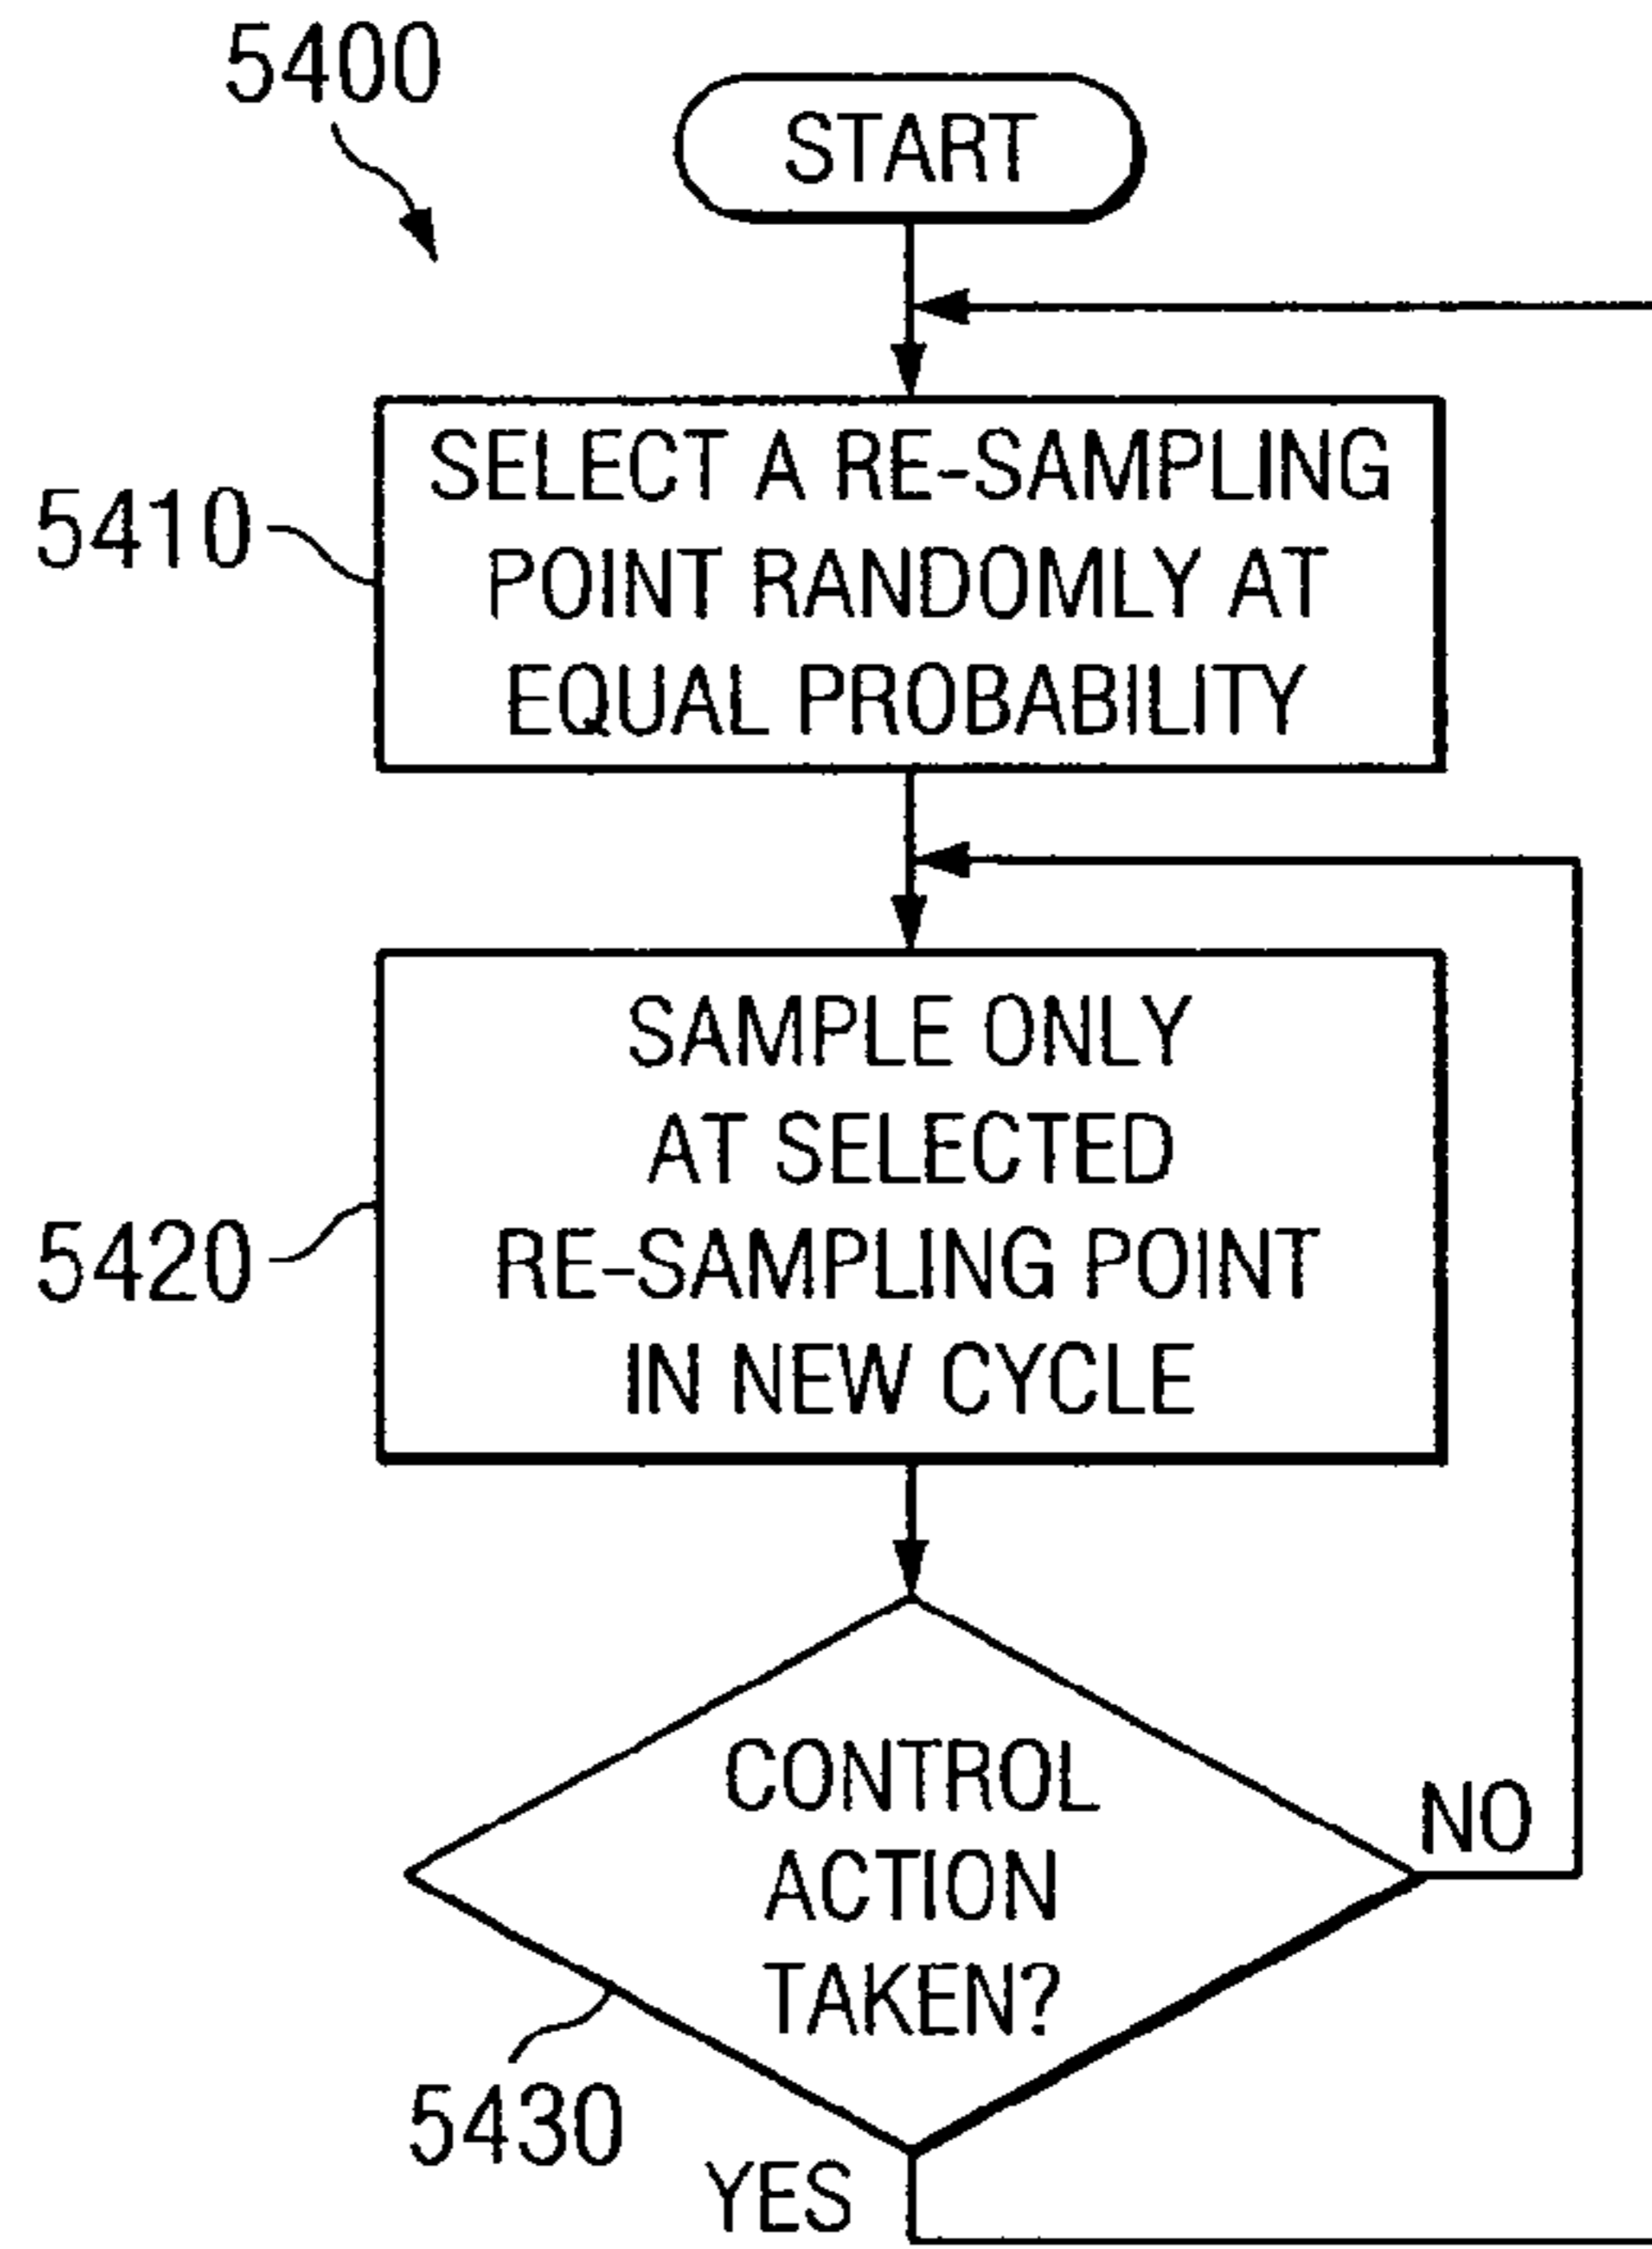 5400
START
5410
SELECT A RE-SAMPLING
POINT RANDOMLY AT
EQUAL PROBABILITY
5420
SAMPLE ONLY
AT SELECTED
RE-SAMPLING POINT
IN NEW CYCLE
CONTROL
ACTION
TAKEN?
NO
5430
YES